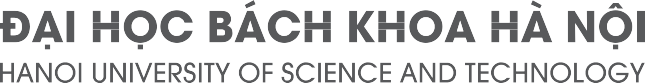 ĐẠI HỌC BÁCH KHOA HÀ NỘI
HANOI UNIVERSITY OF SCIENCE AND TECHNOLOGY